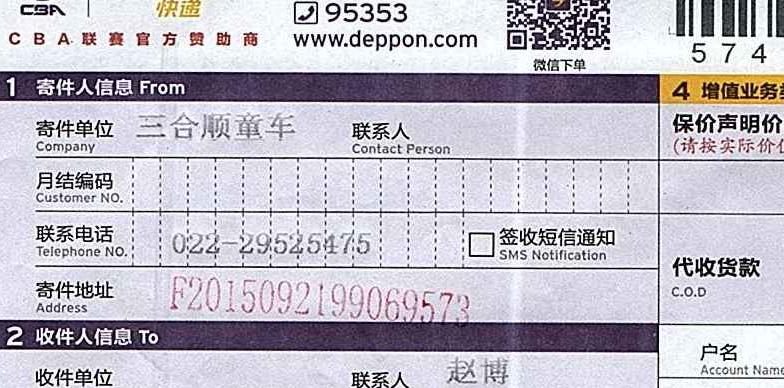 CBA 快递 95353
CBA联赛官方赞助商 www.deppon.com
微信下单
574
1 寄件人信息 From
4 增值业务
寄件单位 三合顺童车 联系人
Company Contact Person
保价声明价
(请按实际价
月结编码
Customer NO.
联系电话 022-29525475 签收短信通知
Telephone NO. SMS Notification
代收货款
C.O.D
寄件地址 F2015092199069573
Address
2 收件人信息 To
户名
Account Name
收件单位 联系人 赵博